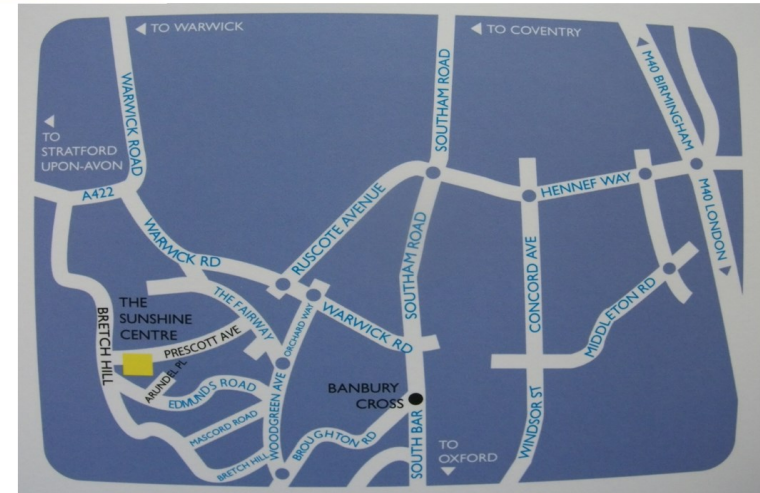 TO WARWICK
TO COVENTRY
M40 BIRMINGHAM
WARWICK ROAD
SOUTHAM ROAD
TO
STRATFORD
UPON-AVON
A422
HENNEF WAY
M40 LONDON
RUSCOTE AVENUE
WARWICK RD
SOUTHAM ROAD
CONCORD AVE
MIDDLETON RD
THE FAIRWAY
ORCHARD WAY
WARWICK RD
THE
SUNSHINE
CENTRE
BRETCH HILL
PRESCOTT AVE
ARUNDEL PL
EDMUNDS ROAD
WOODGREEN AVE
BANBURY
CROSS
MASCORD ROAD
BRETCH HILL
BROUGHTON RD
SOUTH BAR
TO
OXFORD
WINDSOR ST